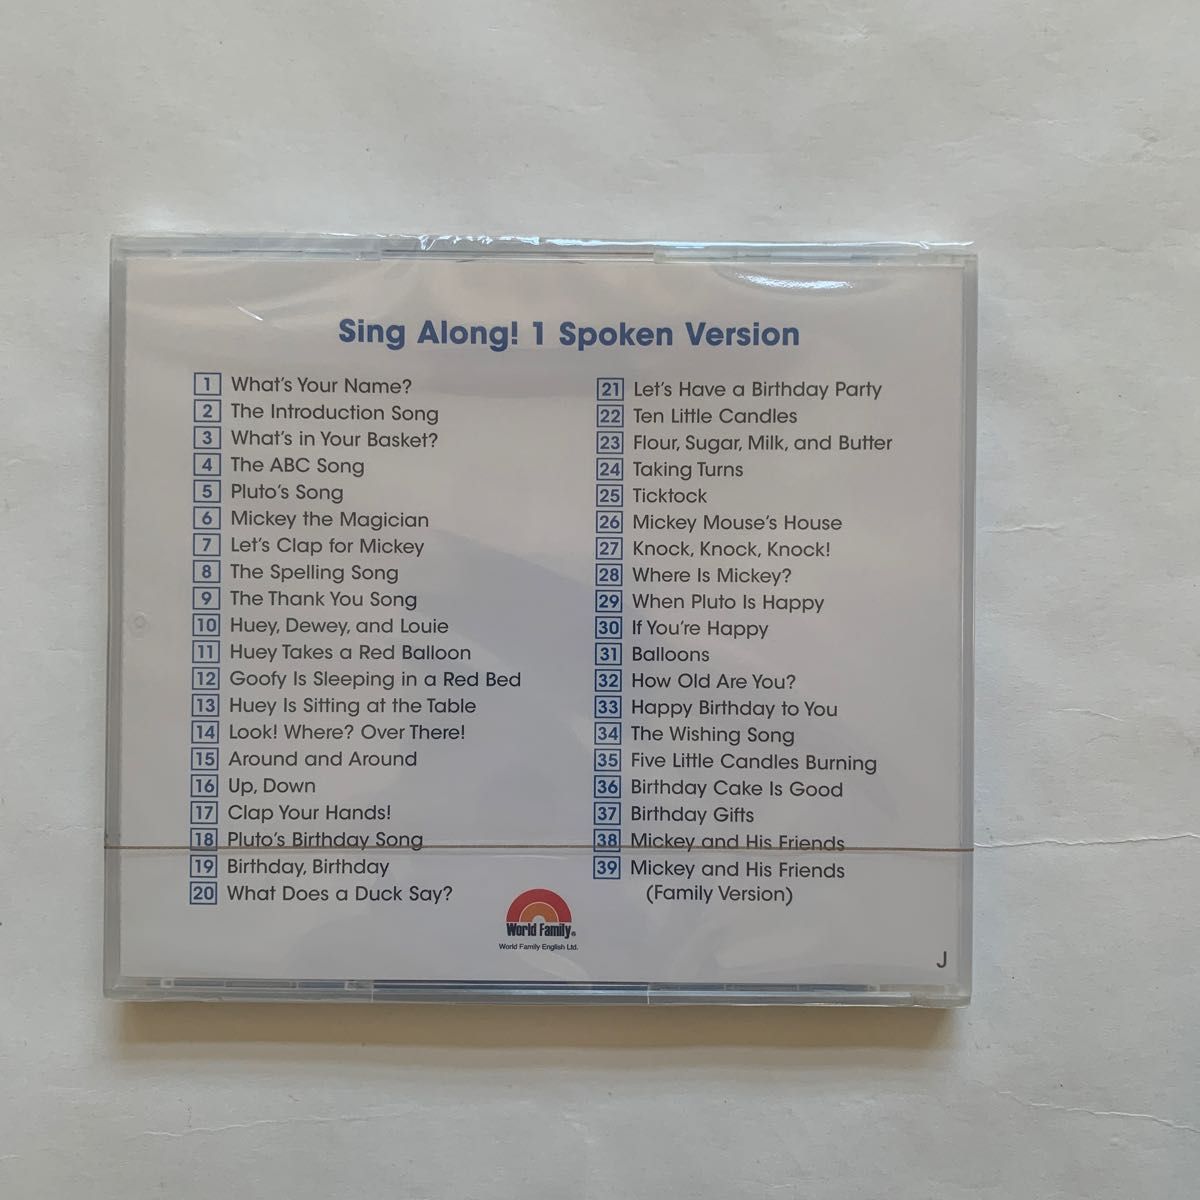 Sing Along! 1 Spoken Version
1 What's Your Name?
2 The Introduction Song
3 What's in Your Basket?
4 The ABC Song
5 Pluto's Song
6 Mickey the Magician
7 Let's Clap for Mickey
8 The Spelling Song
9 The Thank You Song
10 Huey, Dewey, and Louie
11 Huey Takes a Red Balloon
12 Goofy Is Sleeping in a Red Bed
13 Huey Is Sitting at the Table
14 Look! Where? Over There!
15 Around and Around
16 Up, Down
17 Clap Your Hands!
18 Pluto's Birthday Song
19 Birthday, Birthday
20 What Does a Duck Say?
21 Let's Have a Birthday Party
22 Ten Little Candles
23 Flour, Sugar, Milk, and Butter
24 Taking Turns
25 Ticktock
26 Mickey Mouse's House
27 Knock, Knock, Knock!
28 Where Is Mickey?
29 When Pluto Is Happy
30 If You're Happy
31 Balloons
32 How Old Are You?
33 Happy Birthday to You
34 The Wishing Song
35 Five Little Candles Burning
36 Birthday Cake Is Good
37 Birthday Gifts
38 Mickey and His Friends
39 Mickey and His Friends
(Family Version)
World Family®
World Family English Ltd.
J